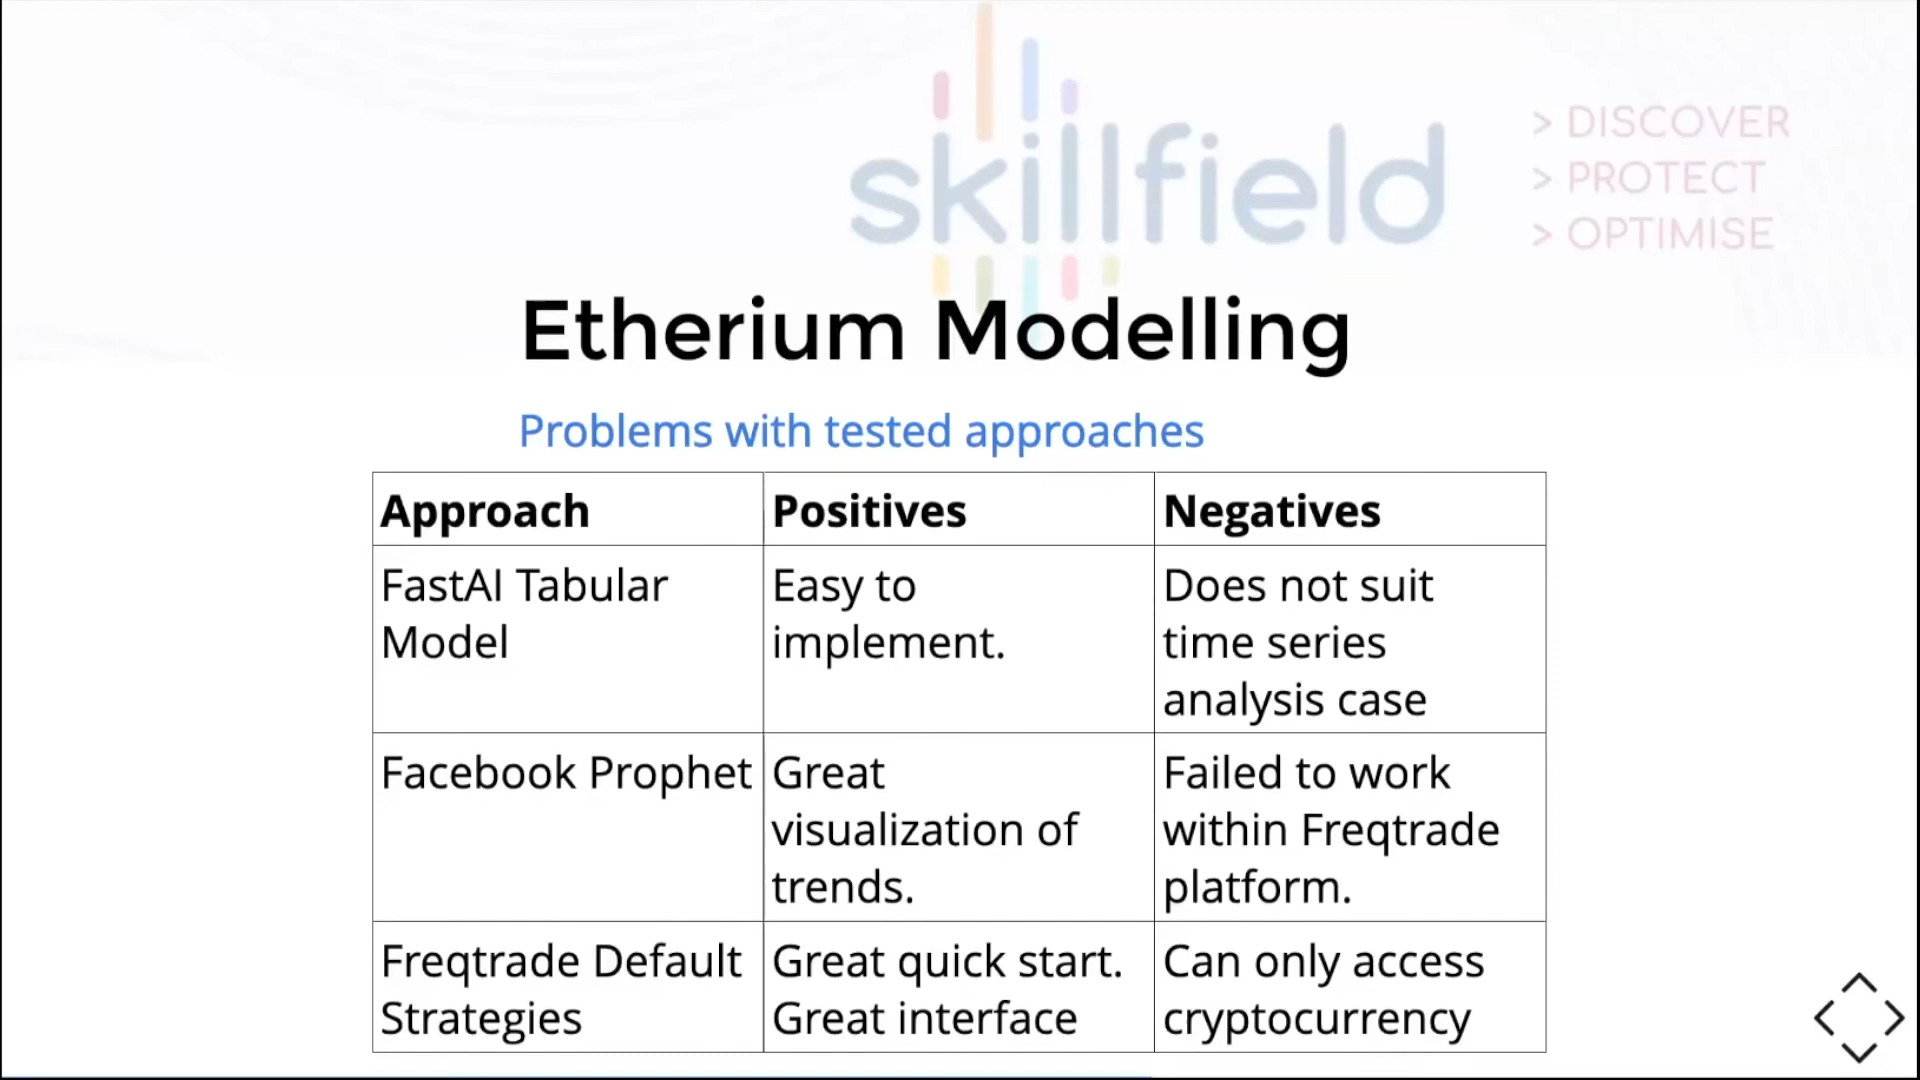 skillfield
> DISCOVER
> PROTECT
> OPTIMISE
Etherium Modelling
Problems with tested approaches
Approach Positives Negatives
FastAI Tabular
Model
Easy to
implement.
Does not suit
time series
analysis case
Facebook Prophet
Great
visualization of
trends.
Failed to work
within Freqtrade
platform.
Freqtrade Default
Strategies
Great quick start.
Great interface
Can only access
cryptocurrency